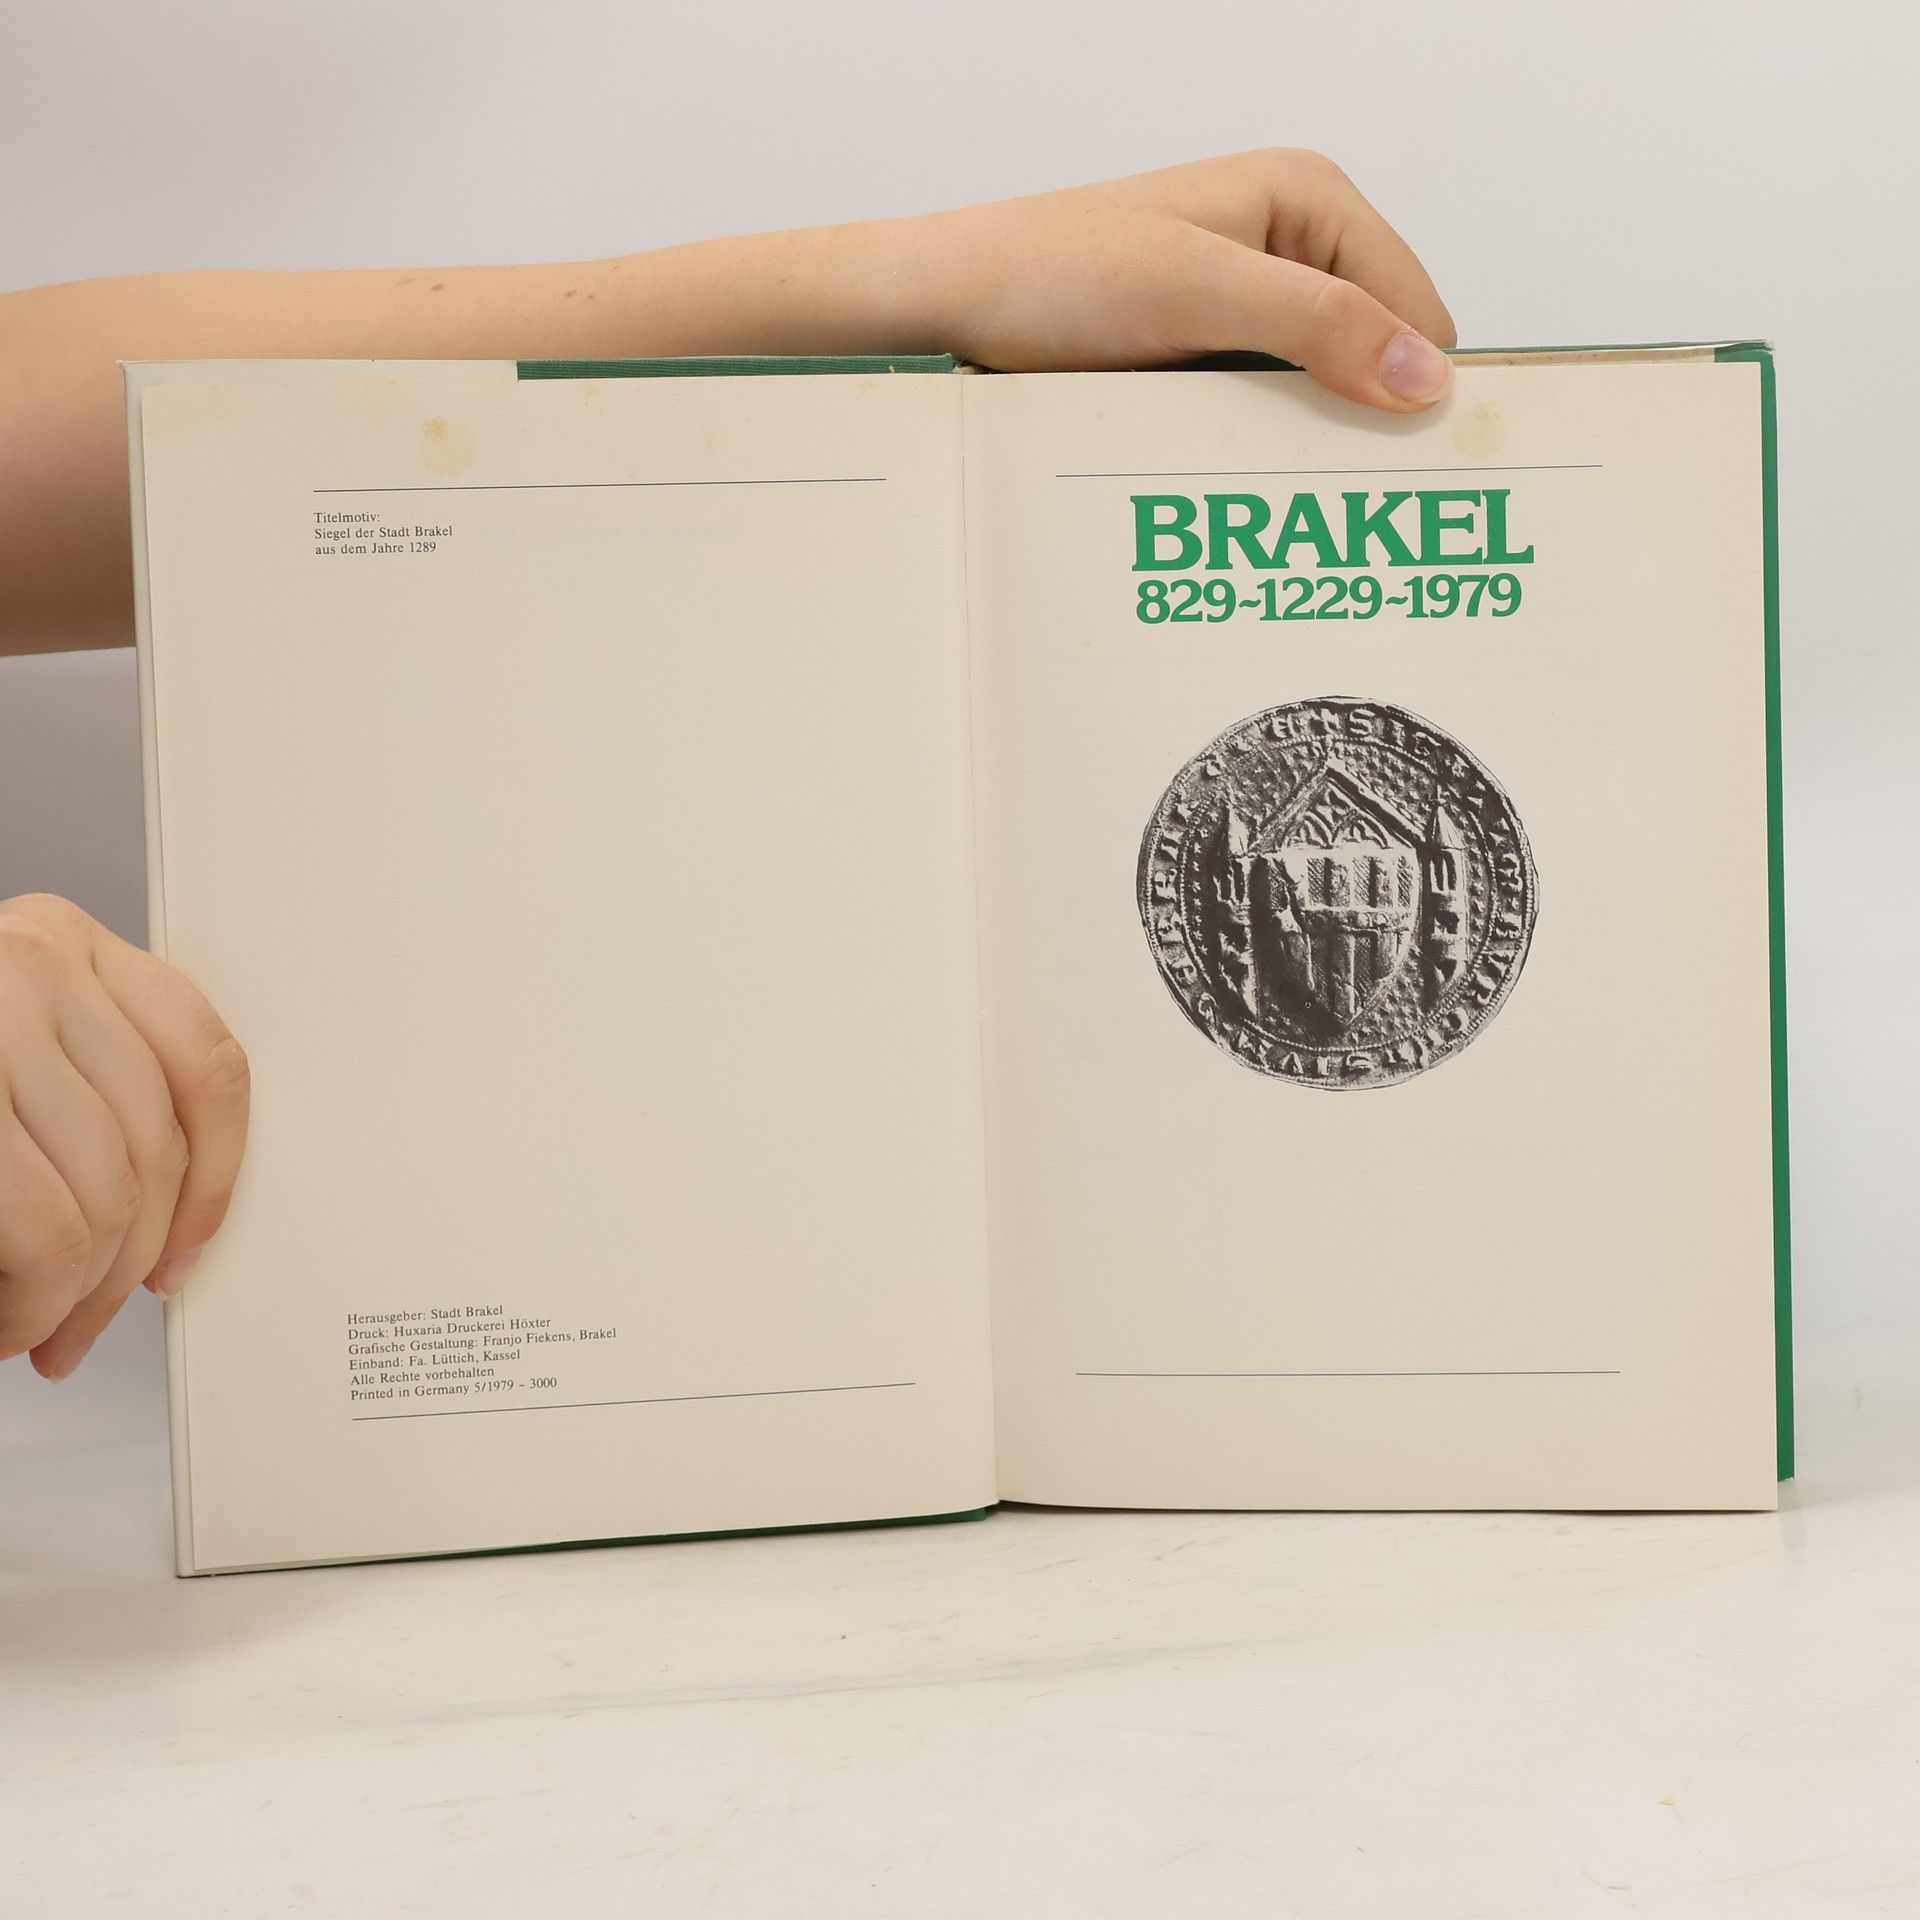 Titelmotiv:
Siegel der Stadt Brakel
aus dem Jahre 1289
Herausgeber: Stadt Brakel
Druck: Huxaria Druckerei Höxter
Grafische Gestaltung: Franjo Fiekens, Brakel
Einband: Fa. Lüttich, Kassel
Alle Rechte vorbehalten
Printed in Germany 5/1979 – 3000
BRAKEL
829~1229~1979